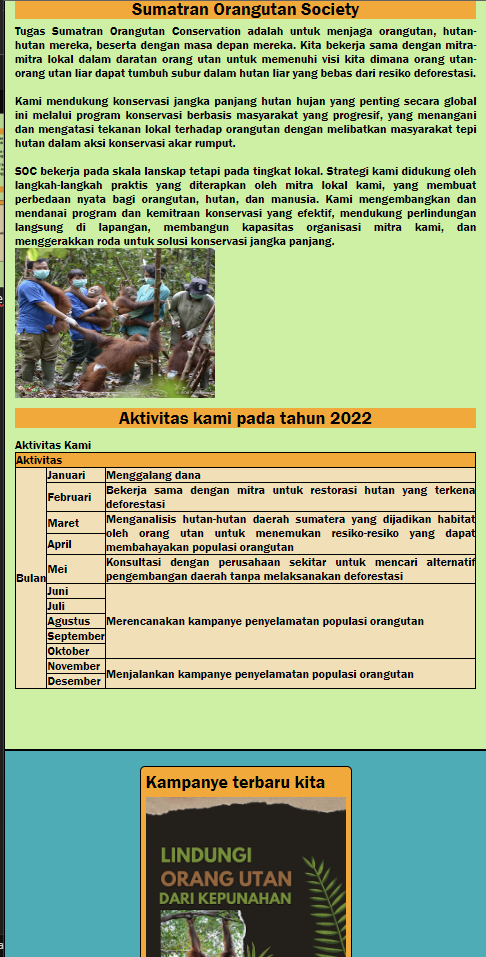 Sumatran Orangutan Society
Tugas Sumatran Orangutan Conservation adalah untuk menjaga orangutan, hutan-
hutan mereka, beserta dengan masa depan mereka. Kita bekerja sama dengan mitra-
mitra lokal dalam daratan orang utan untuk memenuhi visi kita dimana orang utan-
orang utan liar dapat tumbuh subur dalam hutan liar yang bebas dari resiko deforestasi.
Kami mendukung konservasi jangka panjang hutan hujan yang penting secara global
ini melalui program konservasi berbasis masyarakat yang progresif, yang menangani
dan mengatasi tekanan lokal terhadap orangutan dengan melibatkan masyarakat tepi
hutan dalam aksi konservasi akar rumput.
SOC bekerja pada skala lanskap tetapi pada tingkat lokal. Strategi kami didukung oleh
langkah-langkah praktis yang diterapkan oleh mitra lokal kami, yang membuat
perbedaan nyata bagi orangutan, hutan, dan manusia. Kami mengembangkan dan
mendanai program dan kemitraan konservasi yang efektif, mendukung perlindungan
langsung di lapangan, membangun kapasitas organisasi mitra kami, dan
menggerakkan roda untuk solusi konservasi jangka panjang.
Aktivitas kami pada tahun 2022
Aktivitas Kami
Aktivitas
Bulan
Januari Menggalang dana
Februari Bekerja sama dengan mitra untuk restorasi hutan yang terkena
deforestasi
Maret Menganalisis hutan-hutan daerah sumatera yang dijadikan habitat
oleh orang utan untuk menemukan resiko-resiko yang dapat
April membahayakan populasi orangutan
Mei Konsultasi dengan perusahaan sekitar untuk mencari alternatif
pengembangan daerah tanpa melaksanakan deforestasi
Juni
Juli
Agustus Merencanakan kampanye penyelamatan populasi orangutan
September
Oktober
November Menjalankan kampanye penyelamatan populasi orangutan
Desember
Kampanye terbaru kita
LINDUNGI
ORANG UTAN
DARI KEPUNAHAN